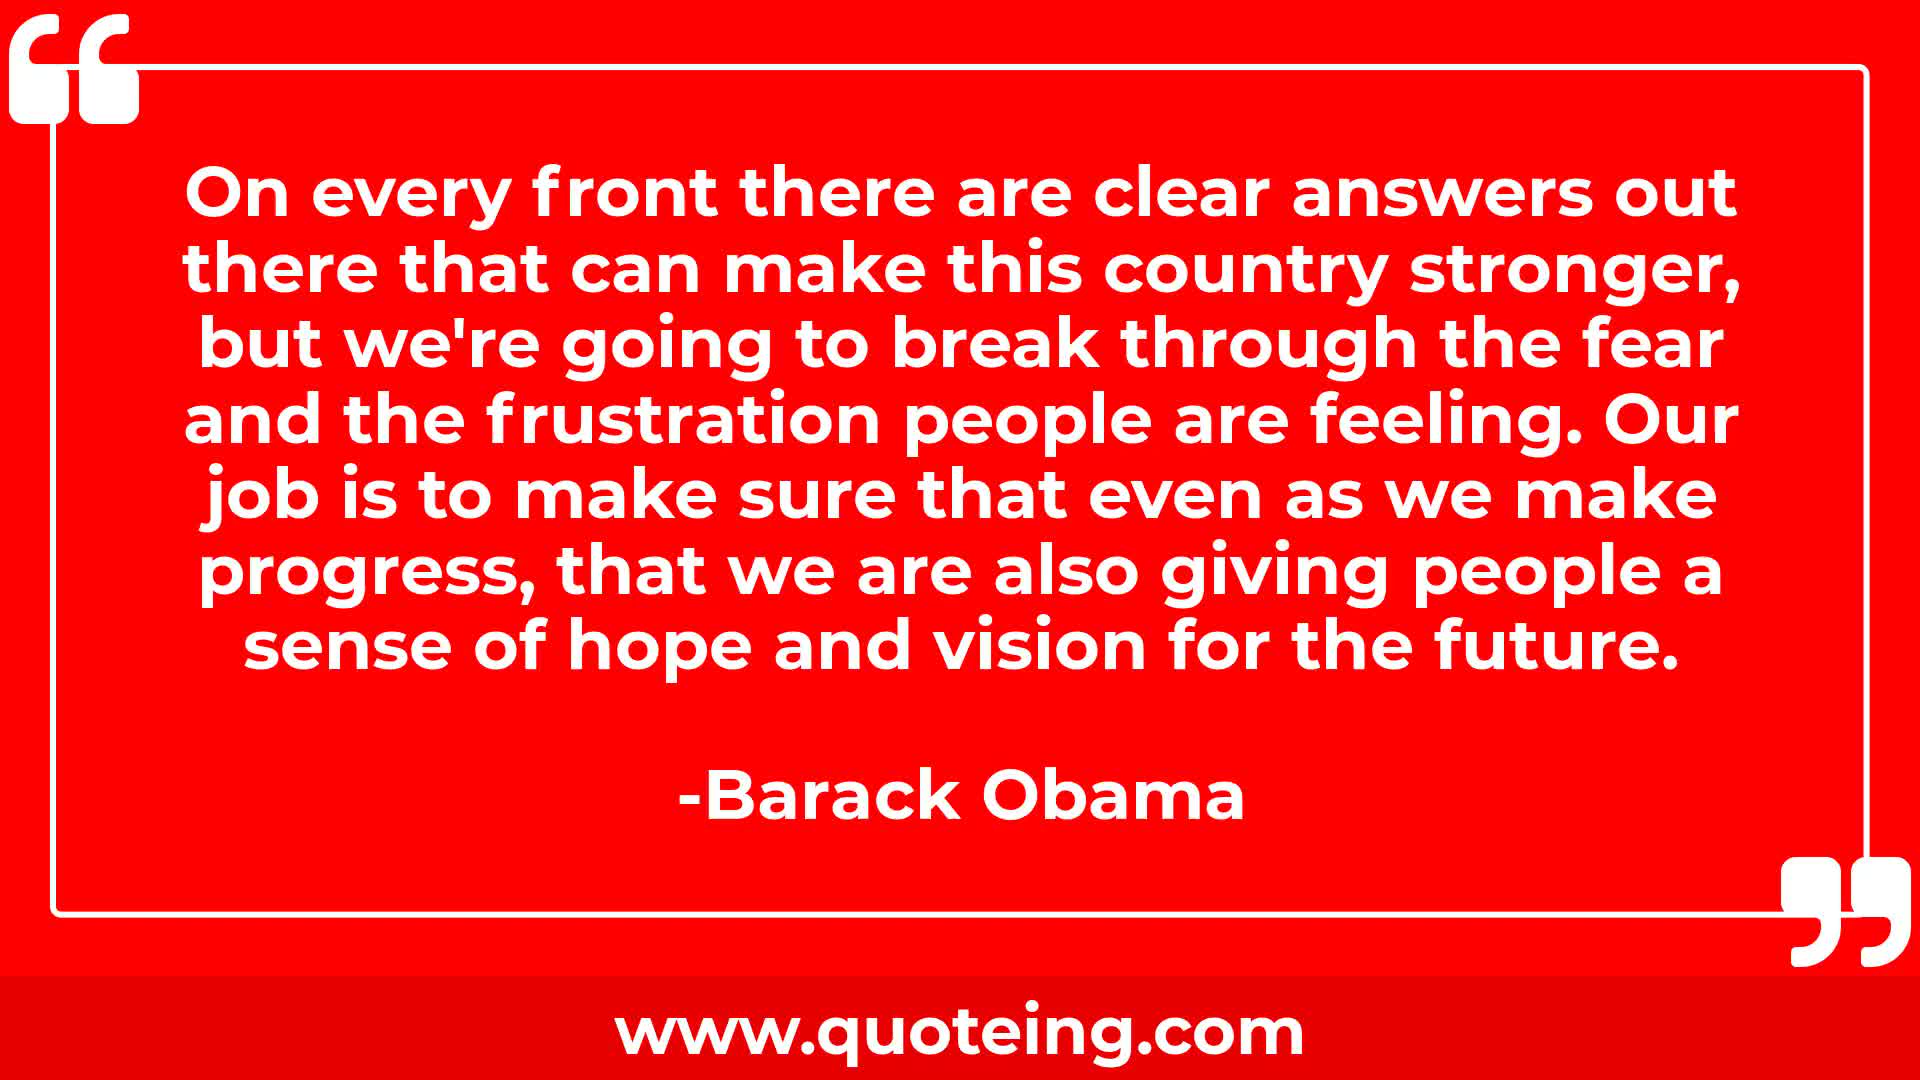 On every front there are clear answers out
there that can make this country stronger,
but we're going to break through the fear
and the frustration people are feeling. Our
job is to make sure that even as we make
progress, that we are also giving people a
sense of hope and vision for the future.
-Barack Obama
www.quoteing.com